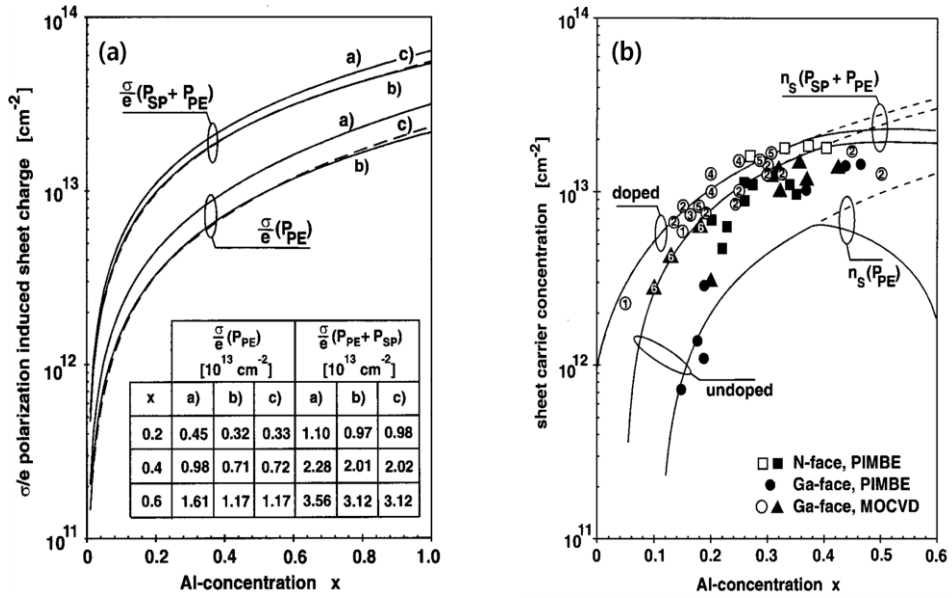 (a)
σ/e polarization induced sheet charge [cm⁻²]
10¹⁴
10¹³
10¹²
10¹¹
a)
c)
b)
σ/e (P_SP + P_PE)
a)
c)
b)
σ/e (P_PE)
σ/e (P_PE) σ/e (P_PE + P_SP)
[10¹³ cm⁻²] [10¹³ cm⁻²]
x a) b) c) a) b) c)
0.2 0.45 0.32 0.33 1.10 0.97 0.98
0.4 0.98 0.71 0.72 2.28 2.01 2.02
0.6 1.61 1.17 1.17 3.56 3.12 3.12
0 0.2 0.4 0.6 0.8 1.0
Al-concentration x
(b)
sheet carrier concentration [cm⁻²]
10¹⁴
10¹³
10¹²
10¹¹
n_S (P_SP + P_PE)
doped
n_S (P_PE)
undoped
N-face, PIMBE
Ga-face, PIMBE
Ga-face, MOCVD
0 0.1 0.2 0.3 0.4 0.5 0.6
Al-concentration x